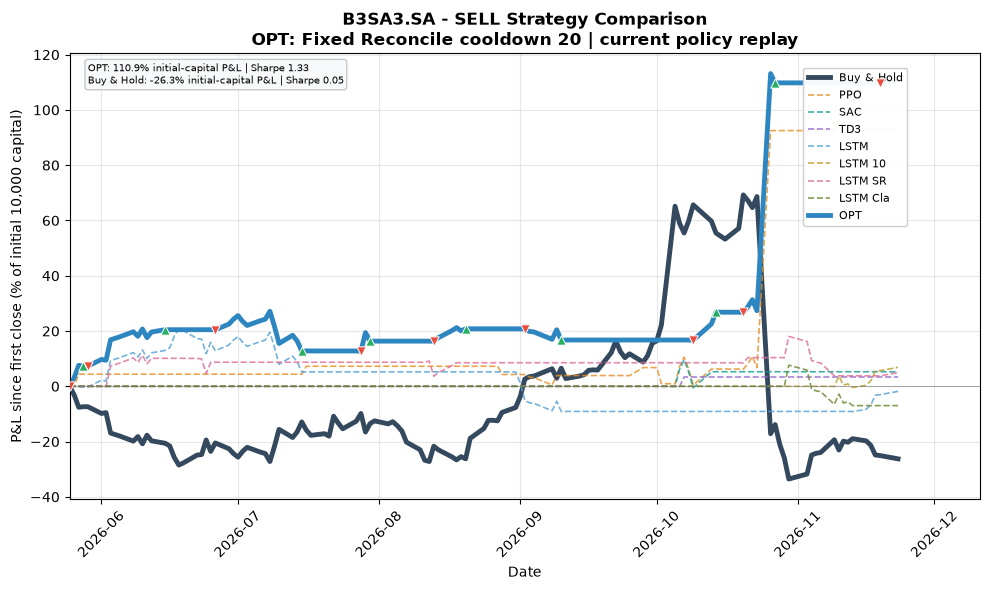 B3SA3.SA - SELL Strategy Comparison
OPT: Fixed Reconcile cooldown 20 | current policy replay
OPT: 110.9% initial-capital P&L | Sharpe 1.33
Buy & Hold: -26.3% initial-capital P&L | Sharpe 0.05
Buy & Hold
PPO
SAC
TD3
LSTM
LSTM 10
LSTM SR
LSTM Cla
OPT
P&L since first close (% of initial 10,000 capital)
120
100
80
60
40
20
0
−20
−40
2026-06
2026-07
2026-08
2026-09
2026-10
2026-11
2026-12
Date